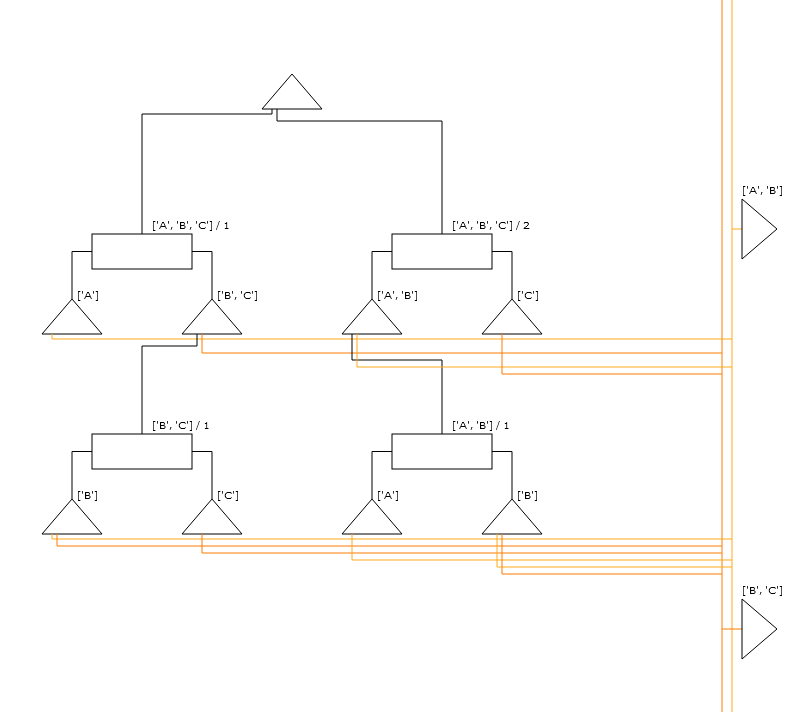 ['A', 'B']
['A', 'B', 'C'] / 1
['A', 'B', 'C'] / 2
['A']
['B', 'C']
['A', 'B']
['C']
['B', 'C'] / 1
['A', 'B'] / 1
['B']
['C']
['A']
['B']
['B', 'C']